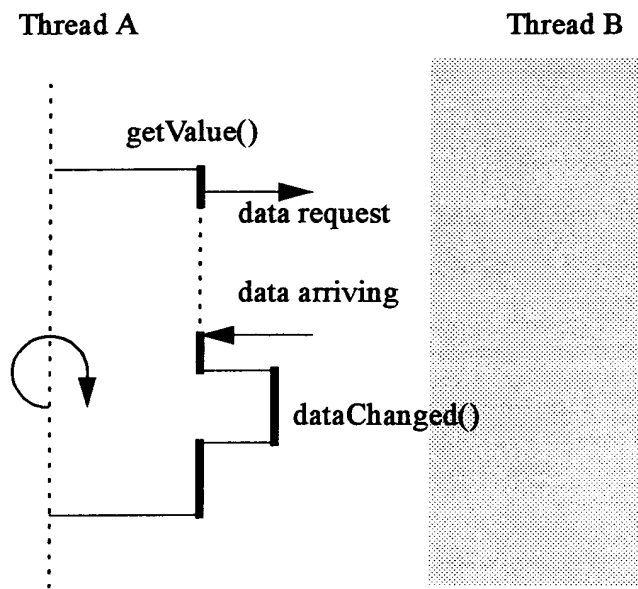 Thread A
Thread B
getValue()
data request
data arriving
dataChanged()